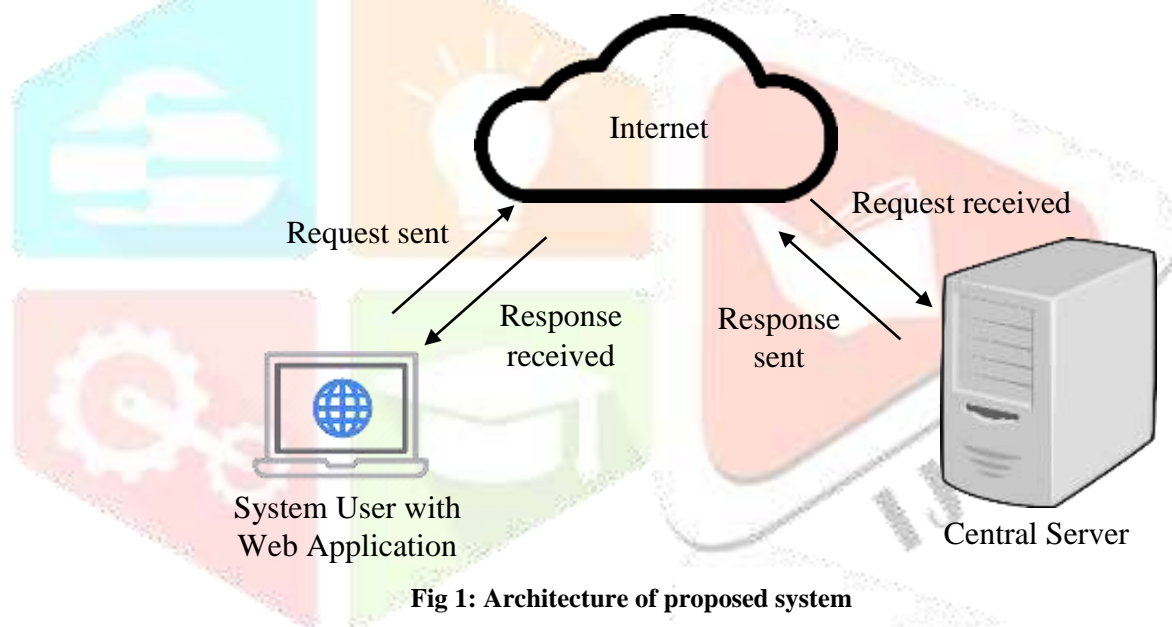 Internet
Request sent
Request received
Response
received
Response
sent
System User with
Web Application
Central Server
IJ
Fig 1: Architecture of proposed system